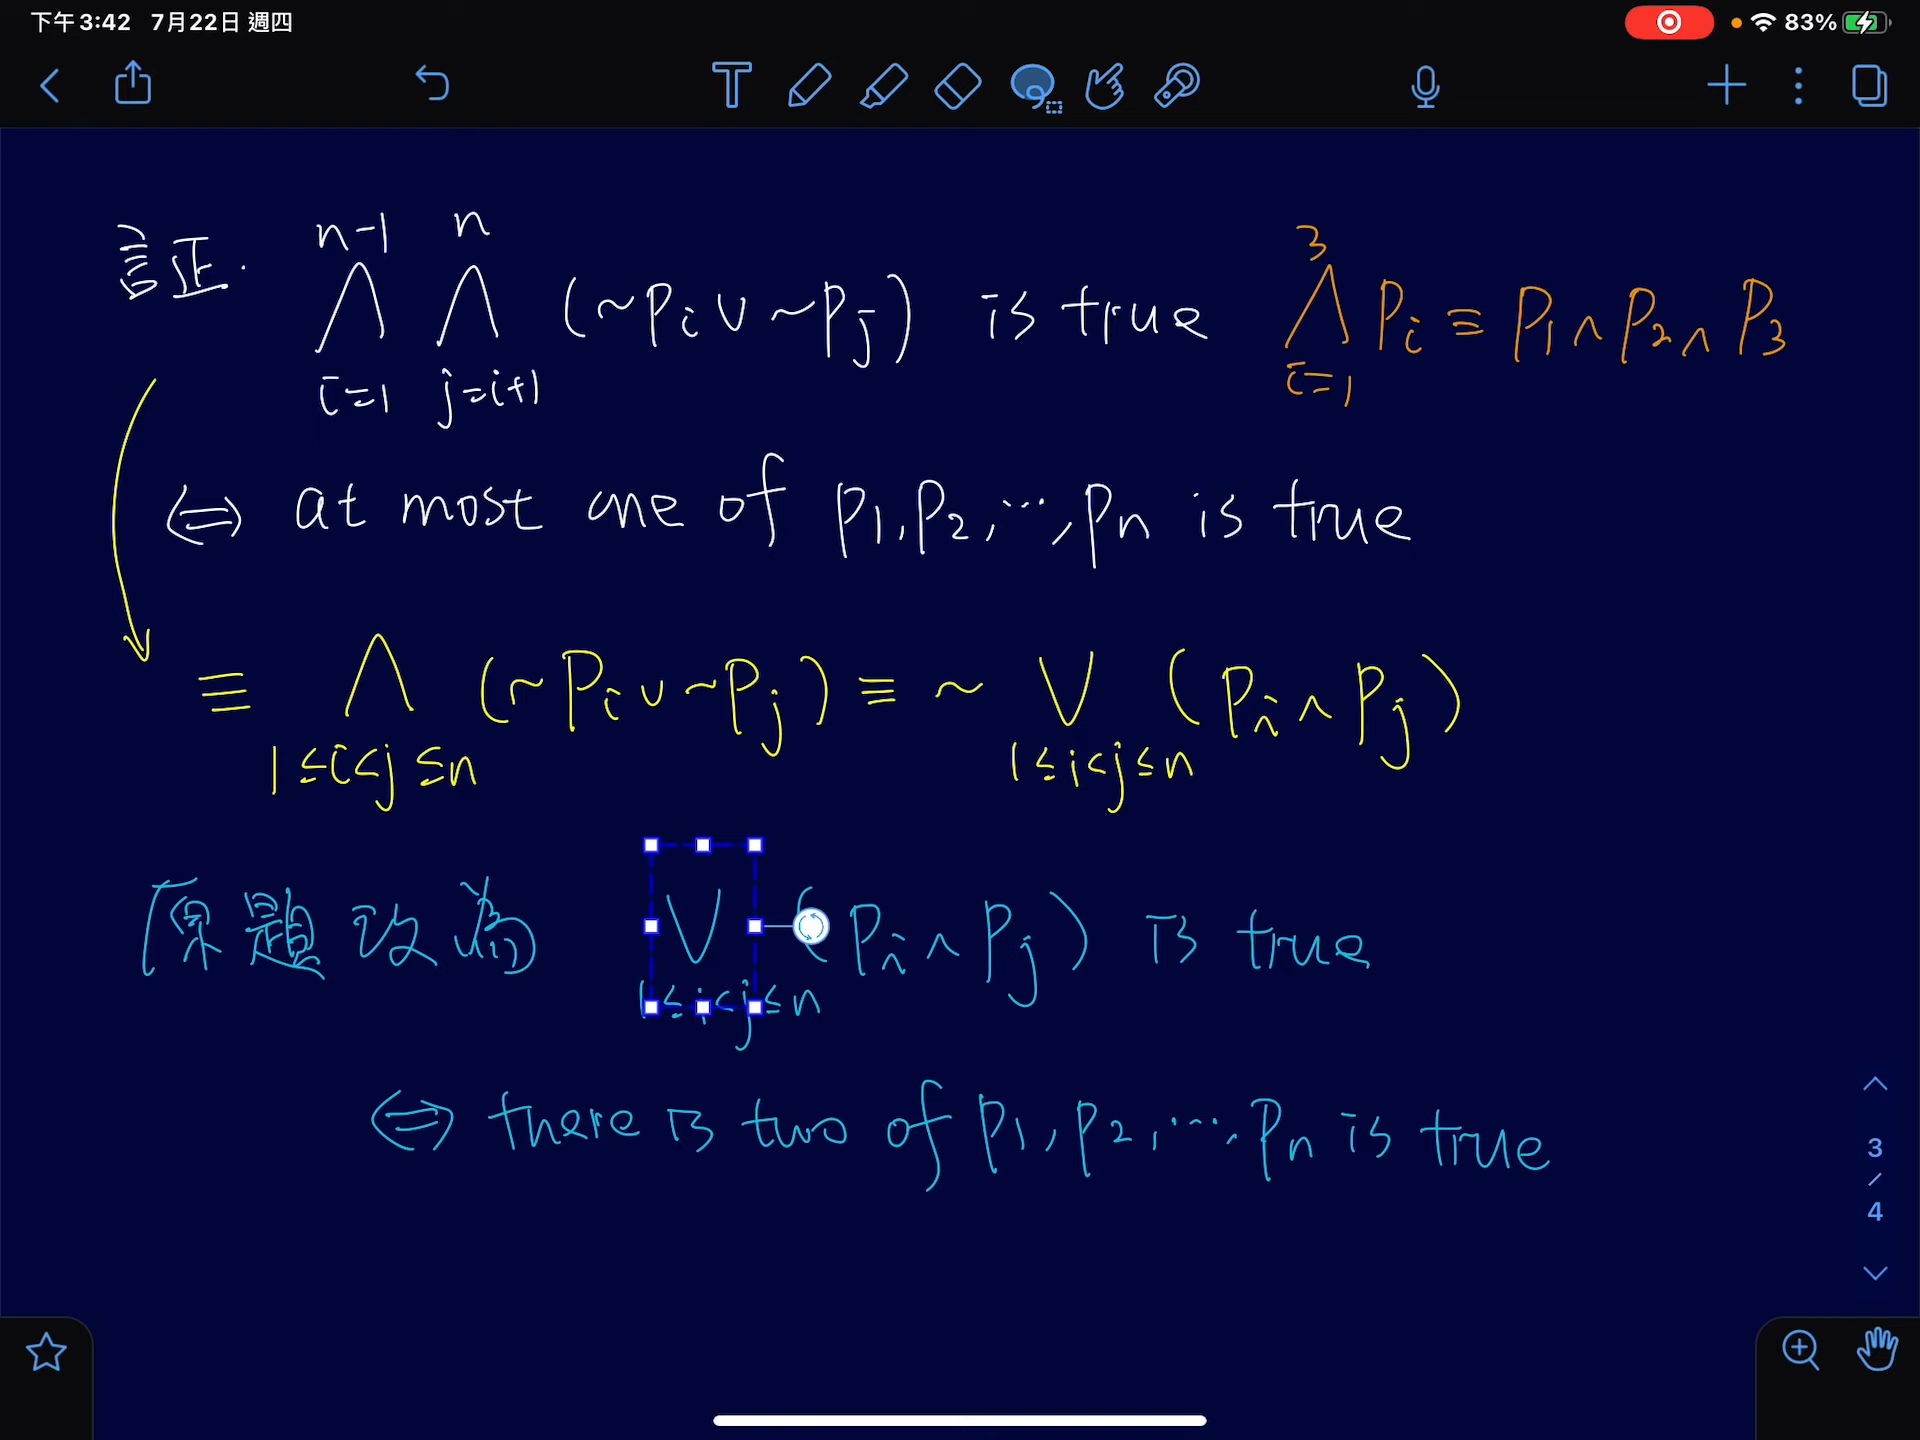 下午3:42 7月22日 週四 83%
証. n-1 ⋀ i=1 n ⋀ j=i+1 (~pᵢ ∨ ~pⱼ) is true 3 ⋀ i=1 pᵢ ≡ p₁ ∧ p₂ ∧ p₃
⟺ at most one of p₁, p₂, ⋯, pₙ is true
≡ ⋀ 1≤i<j≤n (~pᵢ ∨ ~pⱼ) ≡ ~ ⋁ 1≤i<j≤n (pᵢ ∧ pⱼ)
原題改為 ⋁ 1≤i<j≤n (pᵢ ∧ pⱼ) is true
⟺ there is two of p₁, p₂, ⋯, pₙ is true
3
/
4